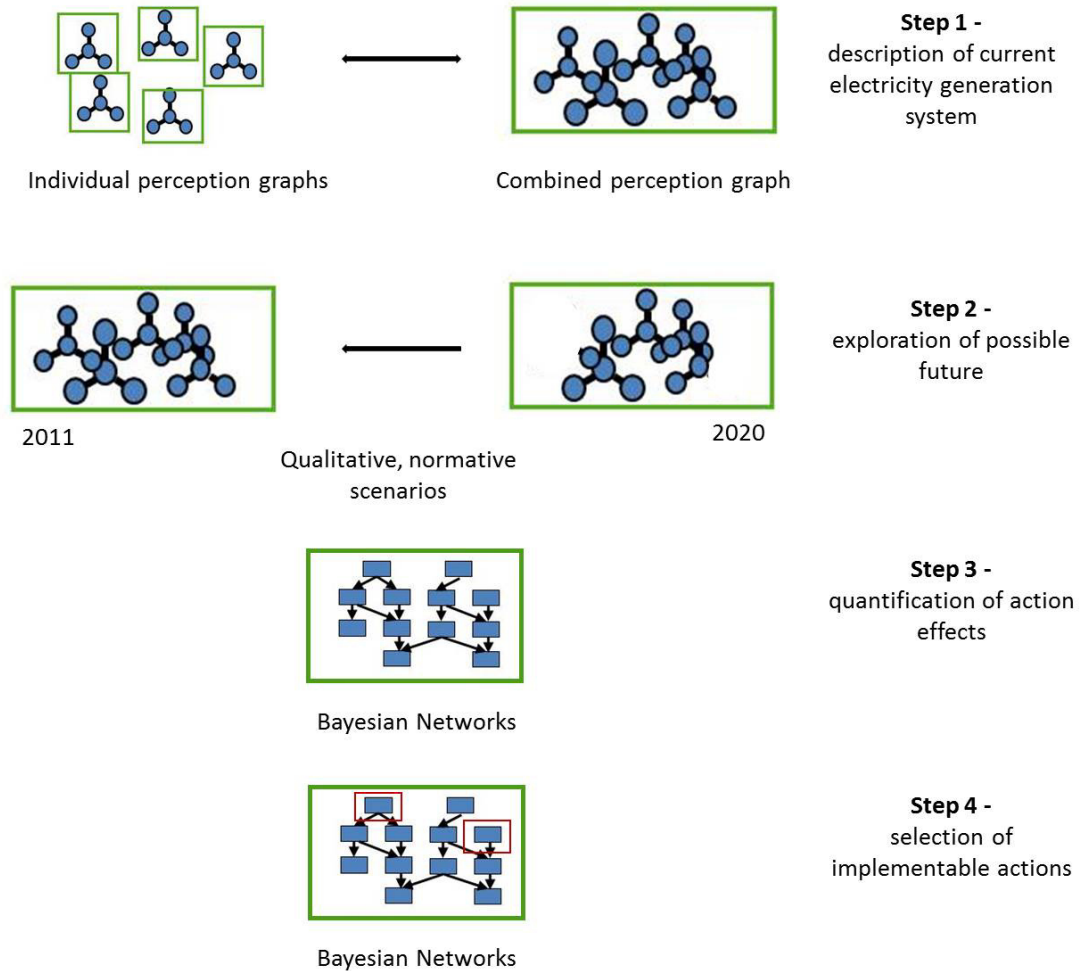 Step 1 -
description of current
electricity generation
system
Individual perception graphs
Combined perception graph
Step 2 -
exploration of possible
future
2011
2020
Qualitative, normative
scenarios
Step 3 -
quantification of action
effects
Bayesian Networks
Step 4 -
selection of
implementable actions
Bayesian Networks